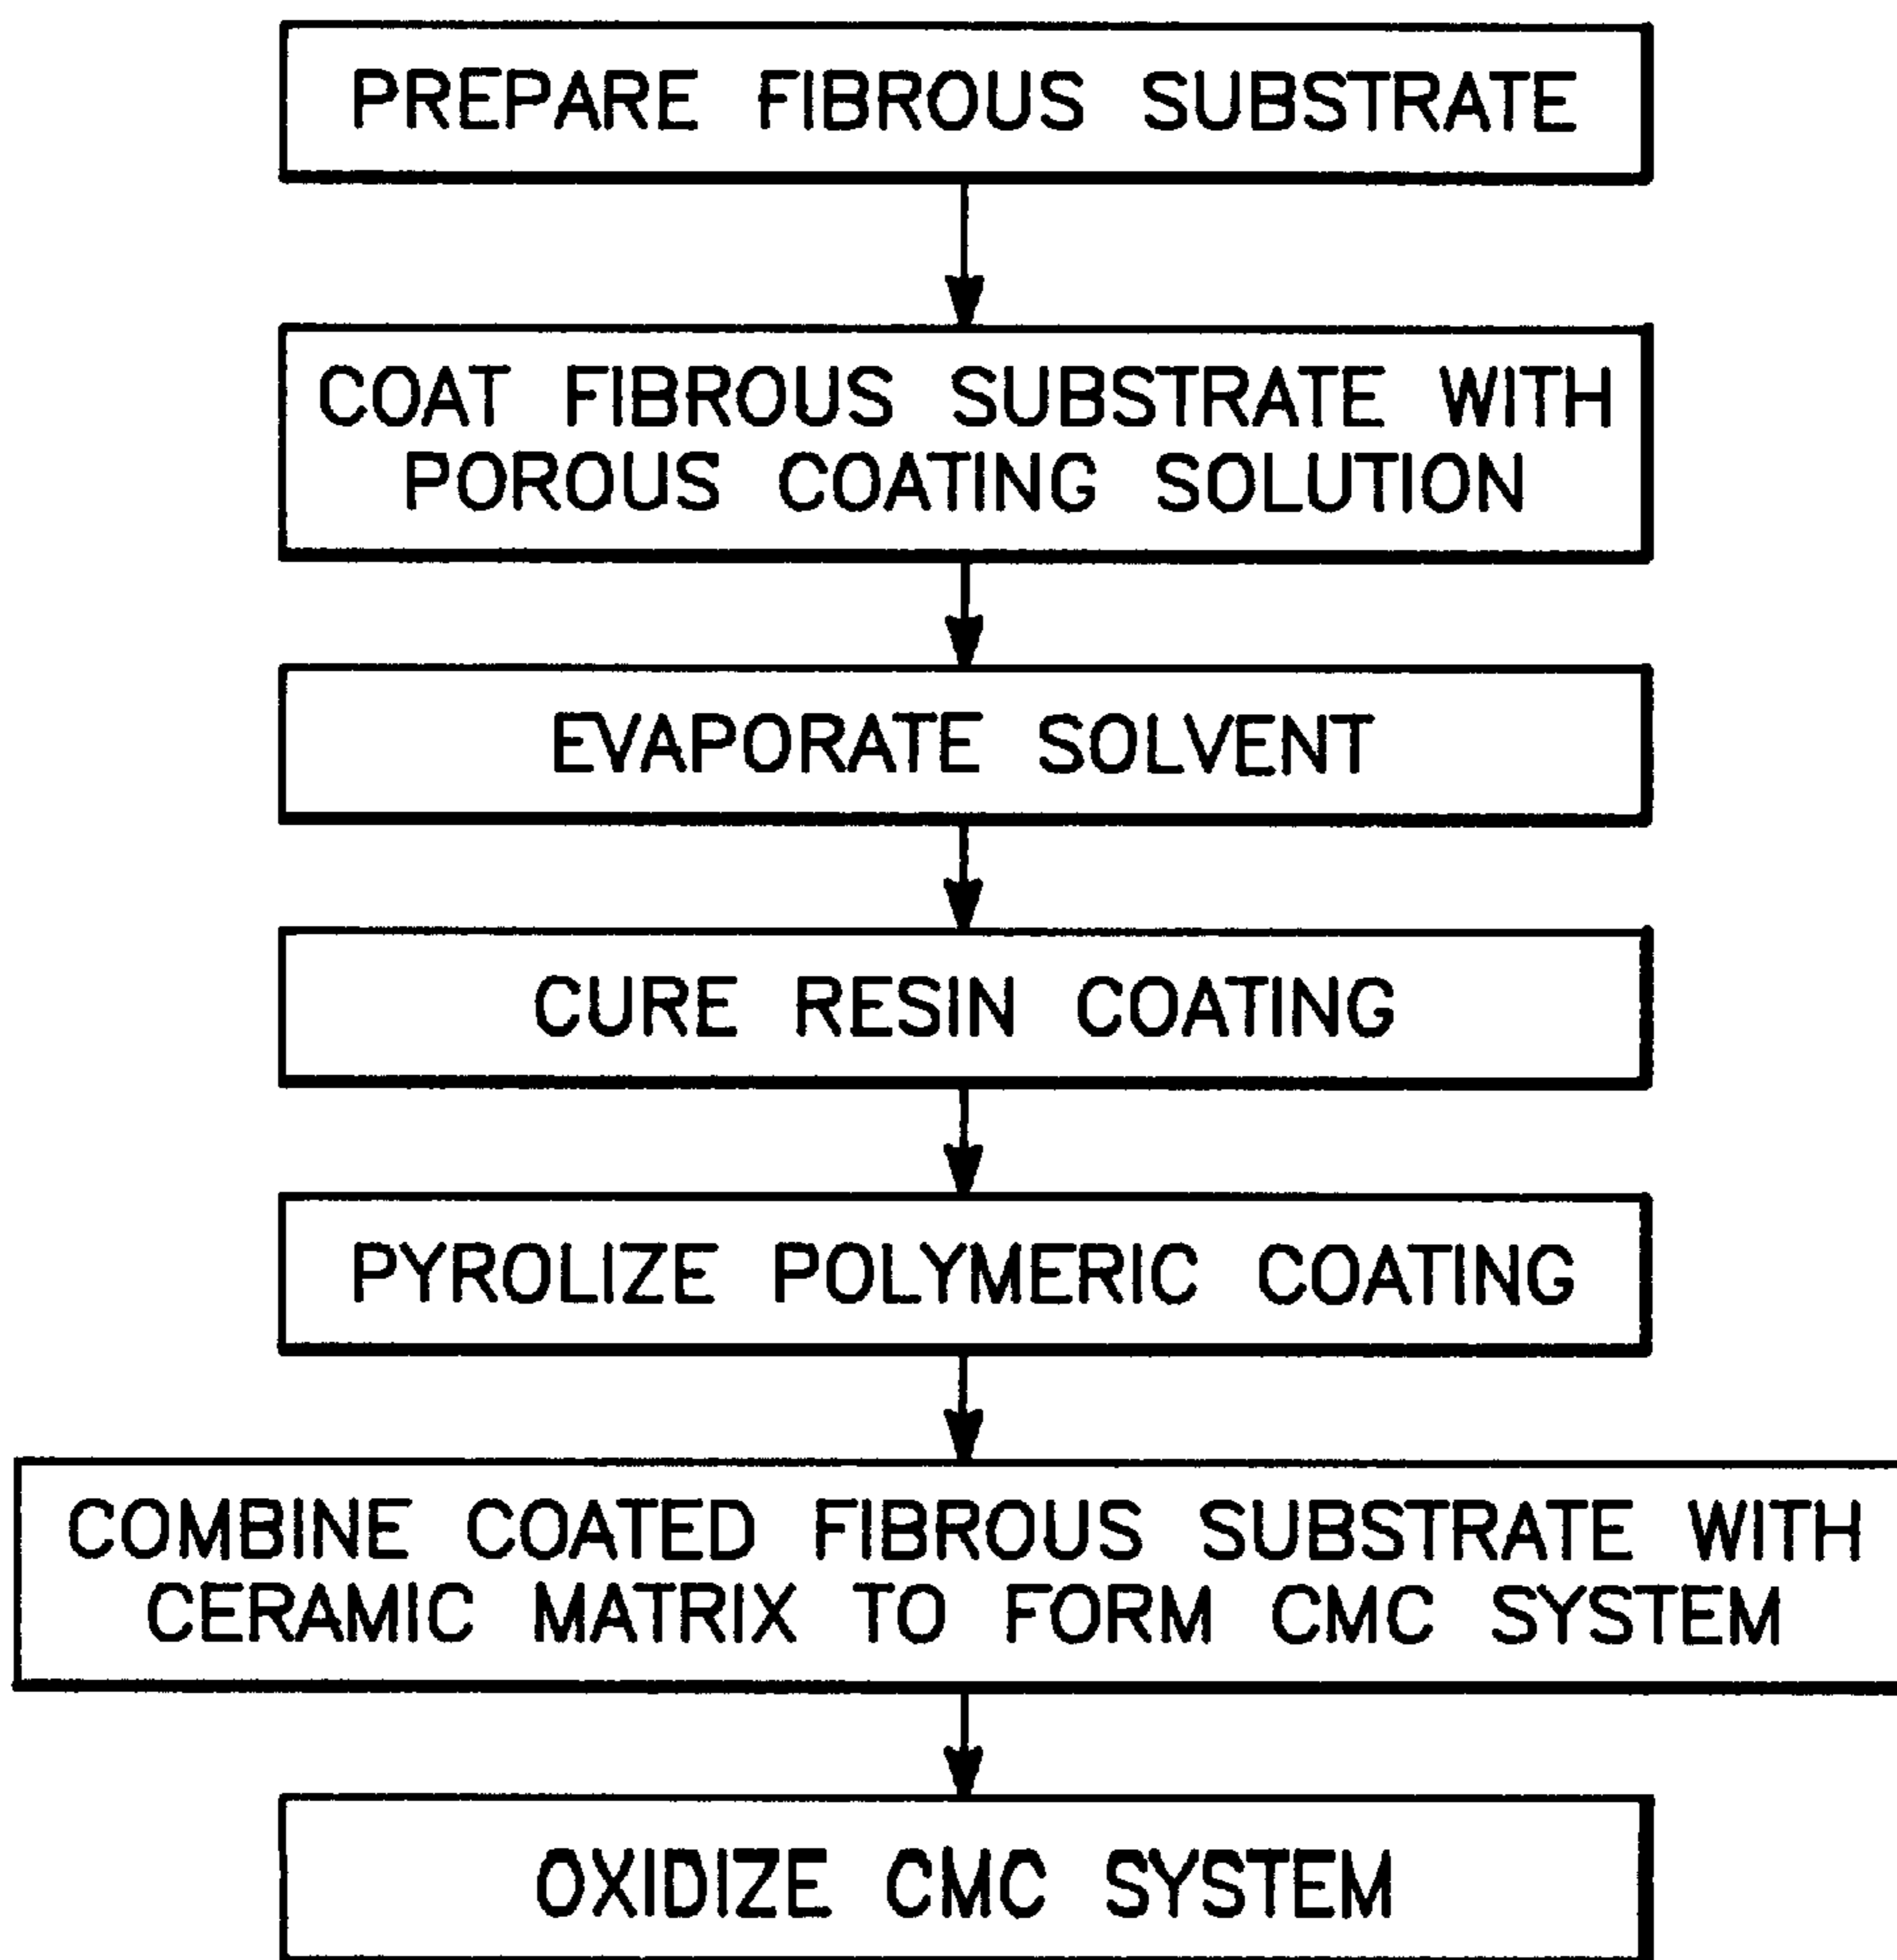 PREPARE FIBROUS SUBSTRATE
COAT FIBROUS SUBSTRATE WITH
POROUS COATING SOLUTION
EVAPORATE SOLVENT
CURE RESIN COATING
PYROLIZE POLYMERIC COATING
COMBINE COATED FIBROUS SUBSTRATE WITH
CERAMIC MATRIX TO FORM CMC SYSTEM
OXIDIZE CMC SYSTEM